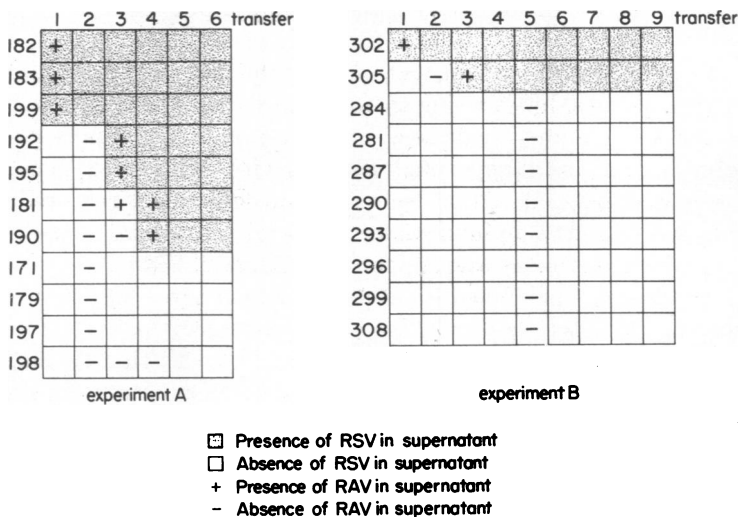 1 2 3 4 5 6 transfer
182 +
183 +
199 +
192 - +
195 - +
181 - + +
190 - - +
171 -
179 -
197 -
198 - - -
experiment A
1 2 3 4 5 6 7 8 9 transfer
302 +
305 - +
284 -
281 -
287 -
290 -
293 -
296 -
299 -
308 -
experiment B
Presence of RSV in supernatant
Absence of RSV in supernatant
+ Presence of RAV in supernatant
- Absence of RAV in supernatant